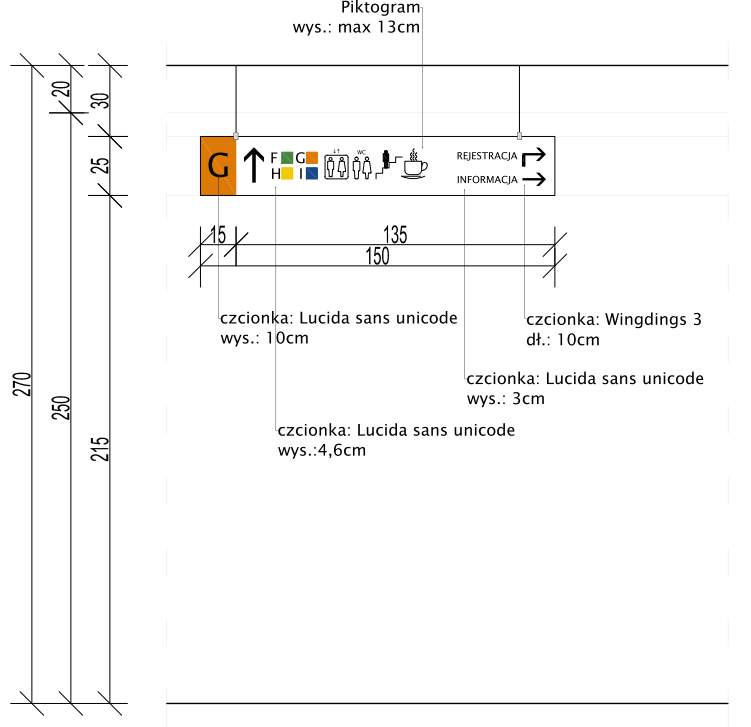 Piktogram
wys.: max 13cm
20
30
25
G
F G
H I
↓↑
WC
REJESTRACJA
INFORMACJA
15
135
150
czcionka: Lucida sans unicode
wys.: 10cm
czcionka: Wingdings 3
dł.: 10cm
czcionka: Lucida sans unicode
wys.: 3cm
czcionka: Lucida sans unicode
wys.:4,6cm
270
250
215